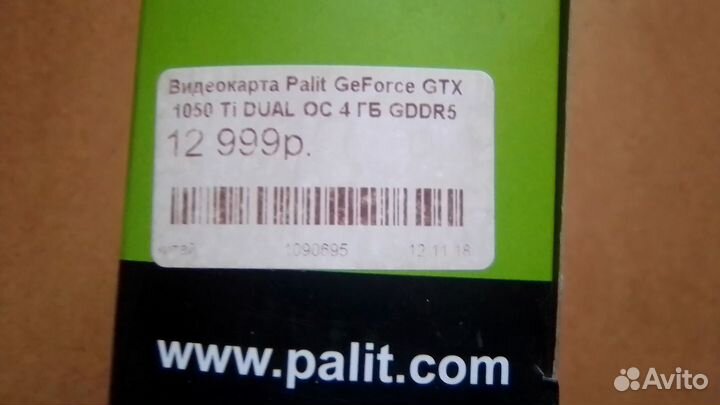 Видеокарта Palit GeForce GTX
1050 Ti DUAL OC 4 ГБ GDDR5
12 999р.
китай 1090695 12.11.18
www.palit.com
Avito